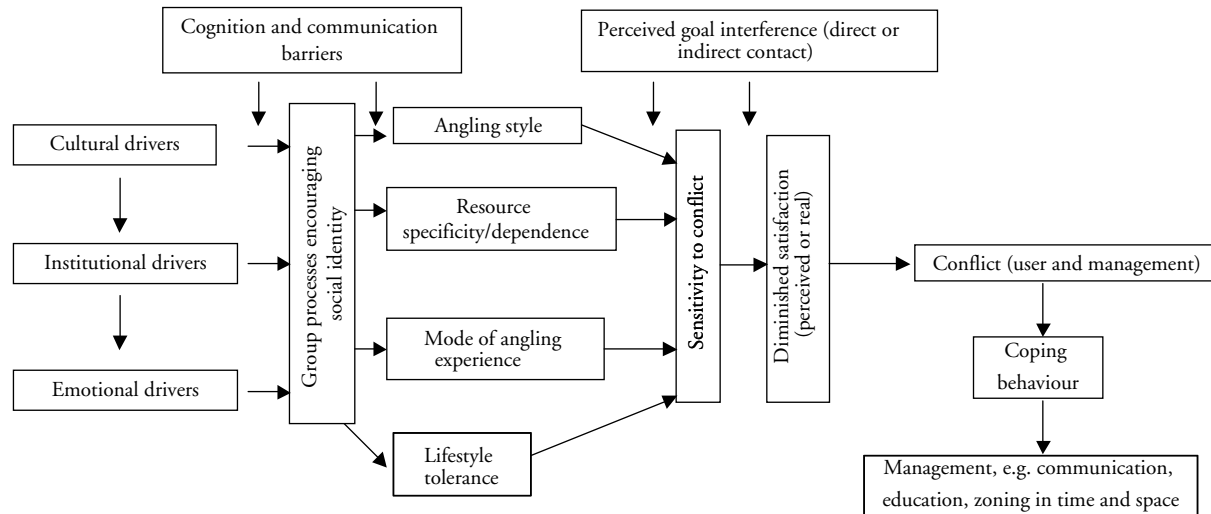 Cognition and communication
barriers
Perceived goal interference (direct or
indirect contact)
Cultural drivers
Institutional drivers
Emotional drivers
Group processes encouraging
social identity
Angling style
Resource
specificity/dependence
Mode of angling
experience
Lifestyle
tolerance
Sensitivity to conflict
Diminished satisfaction
(perceived or real)
Conflict (user and management)
Coping
behaviour
Management, e.g. communication,
education, zoning in time and space